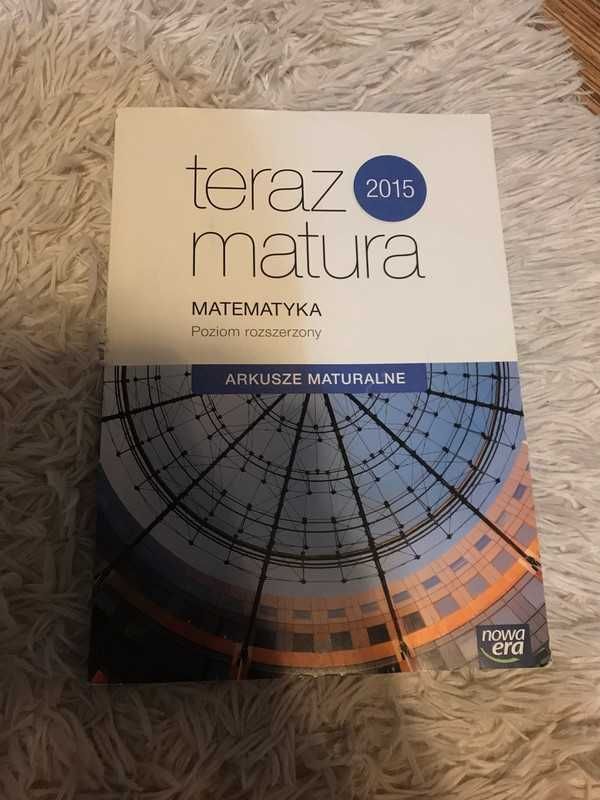 teraz 2015
matura
MATEMATYKA
Poziom rozszerzony
ARKUSZE MATURALNE
nowa
era